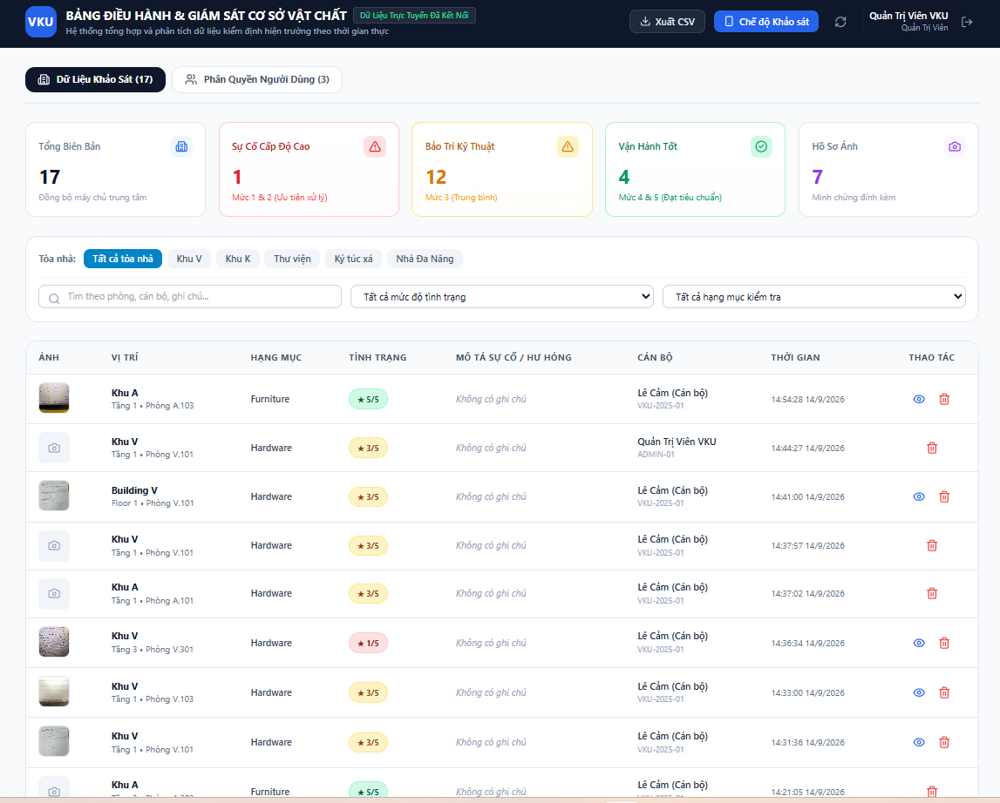 VKU
BẢNG ĐIỀU HÀNH & GIÁM SÁT CƠ SỞ VẬT CHẤT
Dữ Liệu Trực Tuyến Đã Kết Nối
Hệ thống tổng hợp và phân tích dữ liệu kiểm định hiện trường theo thời gian thực
Xuất CSV
Chế độ Khảo sát
Quản Trị Viên VKU
Quản Trị Viên
Dữ Liệu Khảo Sát (17)
Phân Quyền Người Dùng (3)
Tổng Biên Bản
17
Đồng bộ máy chủ trung tâm
Sự Cố Cấp Độ Cao
1
Mức 1 & 2 (Ưu tiên xử lý)
Bảo Trì Kỹ Thuật
12
Mức 3 (Trung bình)
Vận Hành Tốt
4
Mức 4 & 5 (Đạt tiêu chuẩn)
Hồ Sơ Ảnh
7
Minh chứng đính kèm
Tòa nhà: Tất cả tòa nhà Khu V Khu K Thư viện Ký túc xá Nhà Đa Năng
Tìm theo phòng, cán bộ, ghi chú... Tất cả mức độ tình trạng Tất cả hạng mục kiểm tra
ẢNH VỊ TRÍ HẠNG MỤC TÌNH TRẠNG MÔ TẢ SỰ CỐ / HƯ HỎNG CÁN BỘ THỜI GIAN THAO TÁC
Khu A
Tầng 1 • Phòng A.103
Furniture
★ 5/5
Không có ghi chú
Lê Cảm (Cán bộ)
VKU-2025-01
14:54:28 14/9/2026
Khu V
Tầng 1 • Phòng V.101
Hardware
★ 3/5
Không có ghi chú
Quản Trị Viên VKU
ADMIN-01
14:44:27 14/9/2026
Building V
Floor 1 • Phòng V.101
Hardware
★ 3/5
Không có ghi chú
Lê Cảm (Cán bộ)
VKU-2025-01
14:41:00 14/9/2026
Khu V
Tầng 1 • Phòng V.101
Hardware
★ 3/5
Không có ghi chú
Lê Cảm (Cán bộ)
VKU-2025-01
14:37:57 14/9/2026
Khu A
Tầng 1 • Phòng A.101
Hardware
★ 3/5
Không có ghi chú
Lê Cảm (Cán bộ)
VKU-2025-01
14:37:02 14/9/2026
Khu V
Tầng 3 • Phòng V.301
Hardware
★ 1/5
Không có ghi chú
Lê Cảm (Cán bộ)
VKU-2025-01
14:36:34 14/9/2026
Khu V
Tầng 1 • Phòng V.103
Hardware
★ 3/5
Không có ghi chú
Lê Cảm (Cán bộ)
VKU-2025-01
14:33:00 14/9/2026
Khu V
Tầng 1 • Phòng V.101
Hardware
★ 3/5
Không có ghi chú
Lê Cảm (Cán bộ)
VKU-2025-01
14:31:36 14/9/2026
Khu A
Furniture
★ 5/5
Không có ghi chú
Lê Cảm (Cán bộ)
14:21:05 14/9/2026